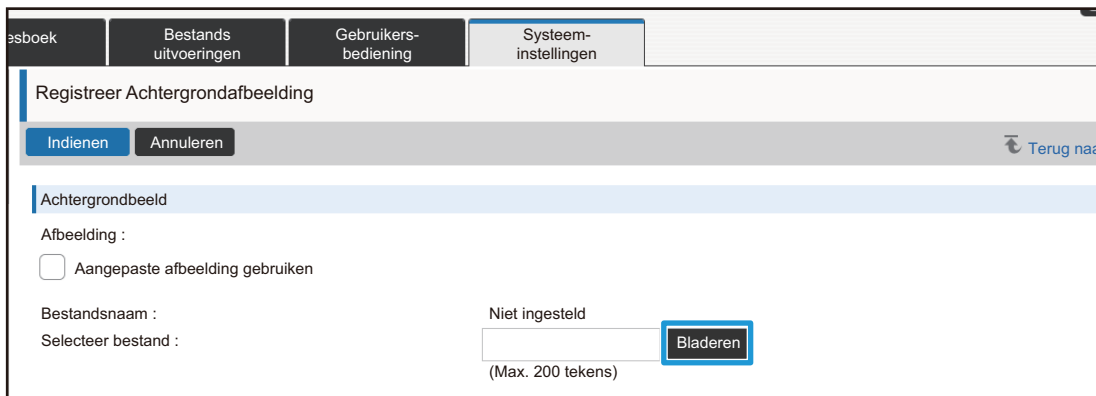 esboek
Bestands
uitvoeringen
Gebruikers-
bediening
Systeem-
instellingen
Registreer Achtergrondafbeelding
Indienen
Annuleren
Terug naa
Achtergrondbeeld
Afbeelding :
Aangepaste afbeelding gebruiken
Bestandsnaam :
Niet ingesteld
Selecteer bestand :
Bladeren
(Max. 200 tekens)